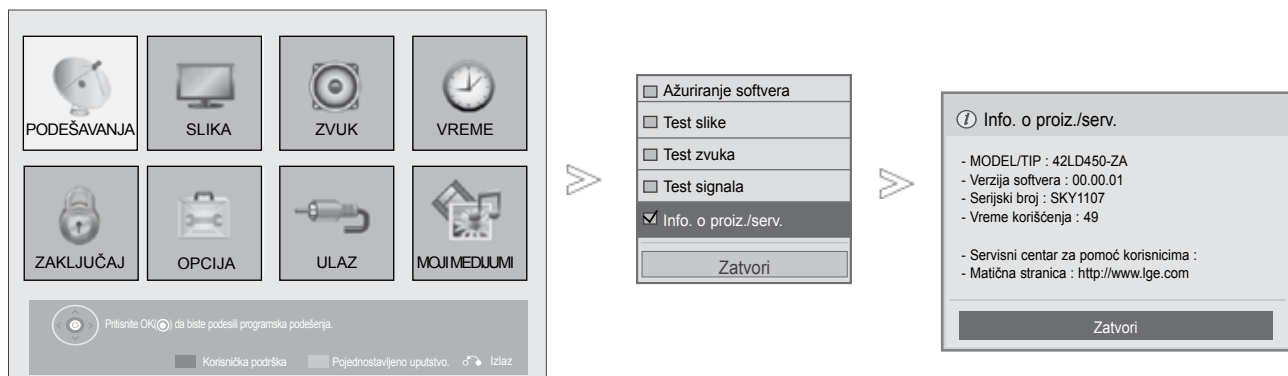 PODEŠAVANJA
SLIKA
ZVUK
VREME
ZAKLJUČAJ
OPCIJA
ULAZ
MOJI MEDIJUMI
Pritisnite OK(◉) da biste podesili programska podešenja.
Korisnička podrška
Pojednostavljeno uputstvo.
Izlaz
Ažuriranje softvera
Test slike
Test zvuka
Test signala
Info. o proiz./serv.
Zatvori
Info. o proiz./serv.
- MODEL/TIP : 42LD450-ZA
- Verzija softvera : 00.00.01
- Serijski broj : SKY1107
- Vreme korišćenja : 49
- Servisni centar za pomoć korisnicima :
- Matična stranica : http://www.lge.com
Zatvori